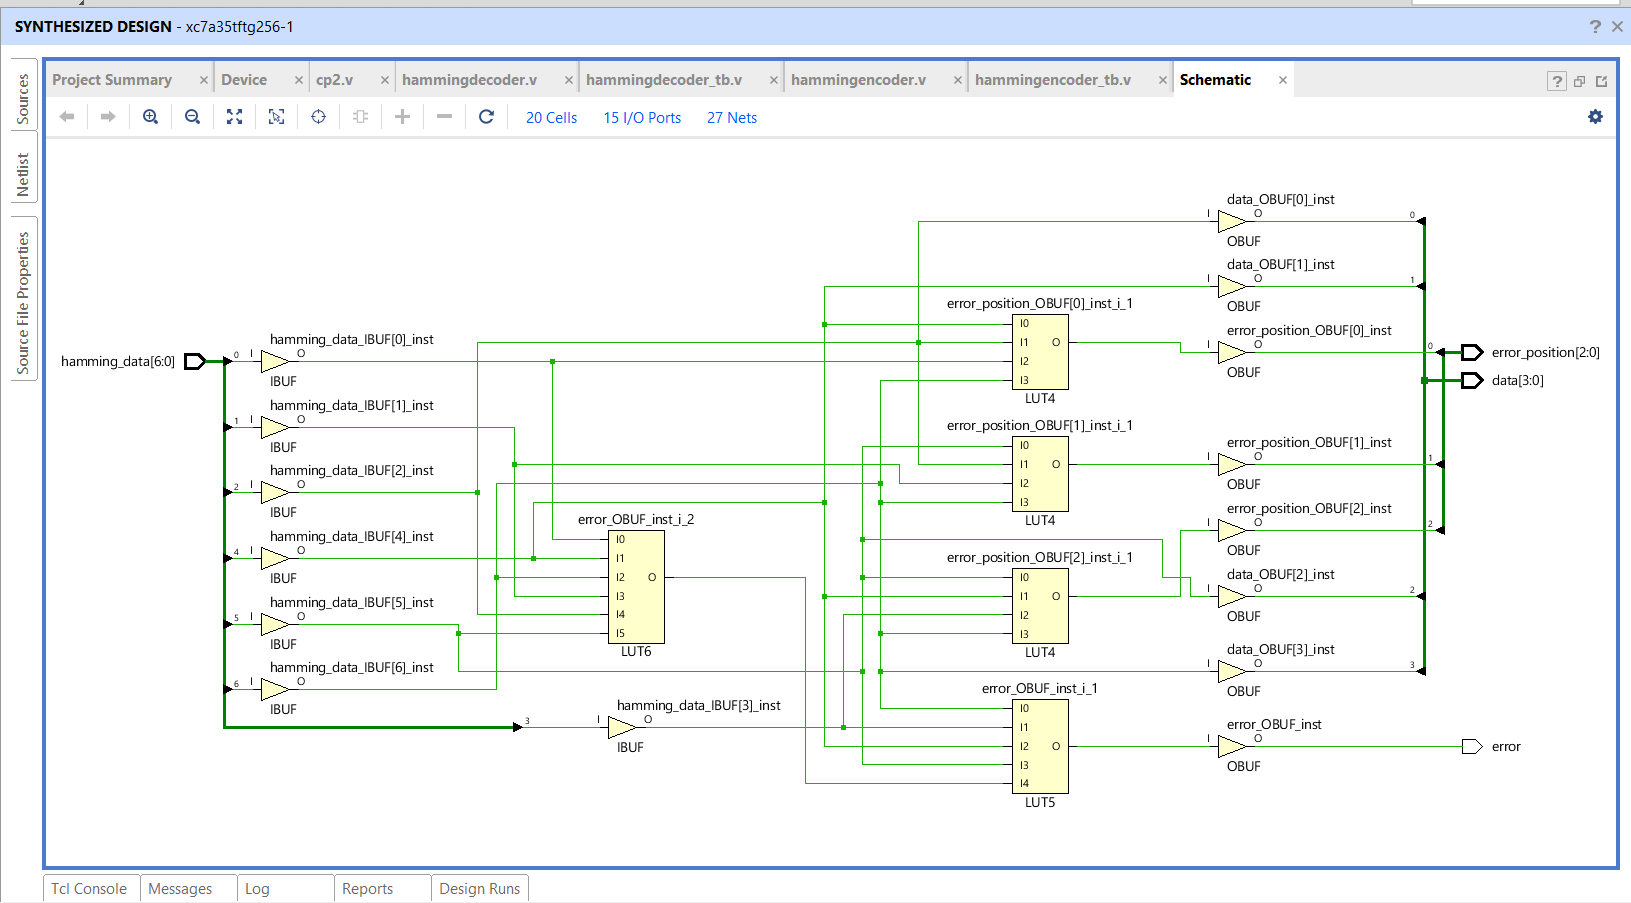 SYNTHESIZED DESIGN - xc7a35tftg256-1
? ×
Sources
Netlist
Source File Properties
Project Summary × Device × cp2.v × hammingdecoder.v × hammingdecoder_tb.v × hammingencoder.v × hammingencoder_tb.v × Schematic ×
?
20 Cells 15 I/O Ports 27 Nets
hamming_data[6:0]
hamming_data_IBUF[0]_inst
0 I O
IBUF
hamming_data_IBUF[1]_inst
1 I O
IBUF
hamming_data_IBUF[2]_inst
2 I O
IBUF
hamming_data_IBUF[4]_inst
4 I O
IBUF
hamming_data_IBUF[5]_inst
5 I O
IBUF
hamming_data_IBUF[6]_inst
6 I O
IBUF
hamming_data_IBUF[3]_inst
3 I O
IBUF
error_OBUF_inst_i_2
I0
I1
I2 O
I3
I4
I5
LUT6
error_position_OBUF[0]_inst_i_1
I0
I1 O
I2
I3
LUT4
error_position_OBUF[1]_inst_i_1
I0
I1 O
I2
I3
LUT4
error_position_OBUF[2]_inst_i_1
I0
I1 O
I2
I3
LUT4
error_OBUF_inst_i_1
I0
I1
I2 O
I3
I4
LUT5
data_OBUF[0]_inst
I O 0
OBUF
data_OBUF[1]_inst
I O 1
OBUF
error_position_OBUF[0]_inst
I O 0
OBUF
error_position_OBUF[1]_inst
I O 1
OBUF
error_position_OBUF[2]_inst
I O 2
OBUF
data_OBUF[2]_inst
I O 2
OBUF
data_OBUF[3]_inst
I O 3
OBUF
error_OBUF_inst
I O
OBUF
error_position[2:0]
data[3:0]
error
Tcl Console Messages Log Reports Design Runs